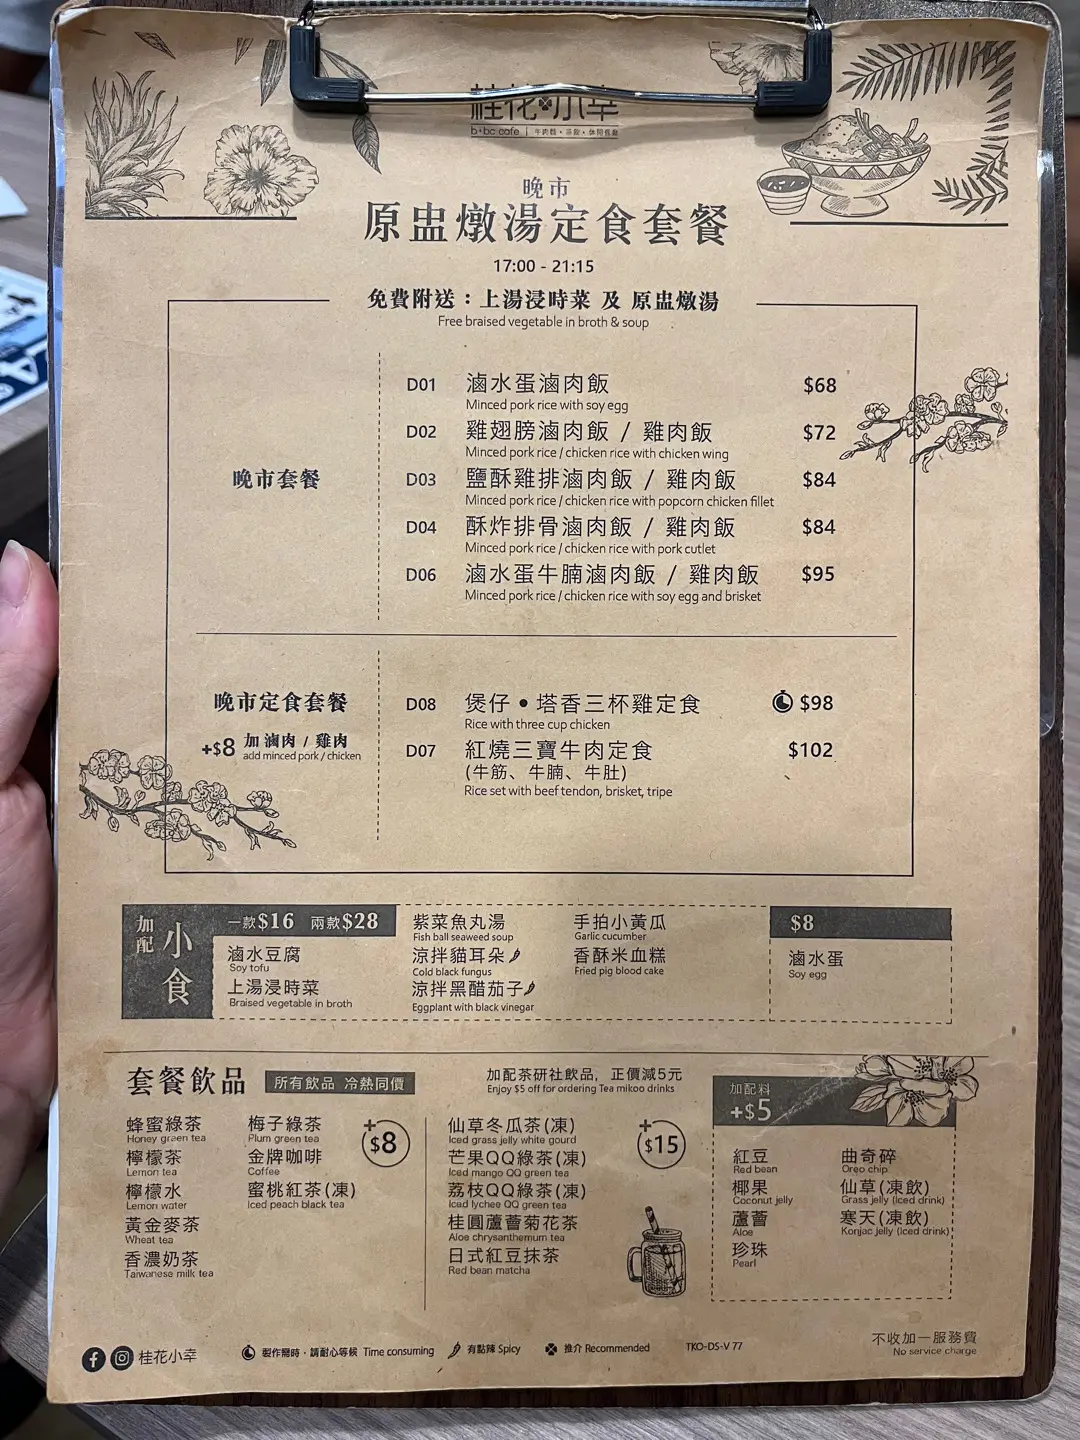 桂花小幸
b•bc cafe | 牛肉麵•滷飯•休閒餐廳
晚市
原盅燉湯定食套餐
17:00 - 21:15
免費附送：上湯浸時菜 及 原盅燉湯
Free braised vegetable in broth & soup
晚市套餐
D01 滷水蛋滷肉飯 $68
Minced pork rice with soy egg
D02 雞翅膀滷肉飯 / 雞肉飯 $72
Minced pork rice / chicken rice with chicken wing
D03 鹽酥雞排滷肉飯 / 雞肉飯 $84
Minced pork rice / chicken rice with popcorn chicken fillet
D04 酥炸排骨滷肉飯 / 雞肉飯 $84
Minced pork rice / chicken rice with pork cutlet
D06 滷水蛋牛腩滷肉飯 / 雞肉飯 $95
Minced pork rice / chicken rice with soy egg and brisket
晚市定食套餐
+$8 加 滷肉 / 雞肉
add minced pork / chicken
D08 煲仔 • 塔香三杯雞定食 $98
Rice with three cup chicken
D07 紅燒三寶牛肉定食 $102
(牛筋、牛腩、牛肚)
Rice set with beef tendon, brisket, tripe
加配
小食
一款$16 兩款$28
滷水豆腐
Soy tofu
上湯浸時菜
Braised vegetable in broth
紫菜魚丸湯
Fish ball seaweed soup
涼拌貓耳朵
Cold black fungus
涼拌黑醋茄子
Eggplant with black vinegar
手拍小黃瓜
Garlic cucumber
香酥米血糕
Fried pig blood cake
$8
滷水蛋
Soy egg
套餐飲品
所有飲品 冷熱同價
蜂蜜綠茶
Honey green tea
檸檬茶
Lemon tea
檸檬水
Lemon water
黃金麥茶
Wheat tea
香濃奶茶
Taiwanese milk tea
梅子綠茶
Plum green tea
金牌咖啡
Coffee
蜜桃紅茶(凍)
Iced peach black tea
+$8
加配茶研社飲品，正價減5元
Enjoy $5 off for ordering Tea mikoo drinks
仙草冬瓜茶(凍)
Iced grass jelly white gourd
芒果QQ綠茶(凍)
Iced mango QQ green tea
荔枝QQ綠茶(凍)
Iced lychee QQ green tea
桂圓蘆薈菊花茶
Aloe chrysanthemum tea
日式紅豆抹茶
Red bean matcha
+$15
加配料
+$5
紅豆
Red bean
椰果
Coconut jelly
蘆薈
Aloe
珍珠
Pearl
曲奇碎
Oreo chip
仙草(凍飲)
Grass jelly (iced drink)
寒天(凍飲)
Konjac jelly (iced drink)
桂花小幸
製作需時，請耐心等候 Time consuming
有點辣 Spicy
推介 Recommended
TKO-DS-V 77
不收加一服務費
No service charge